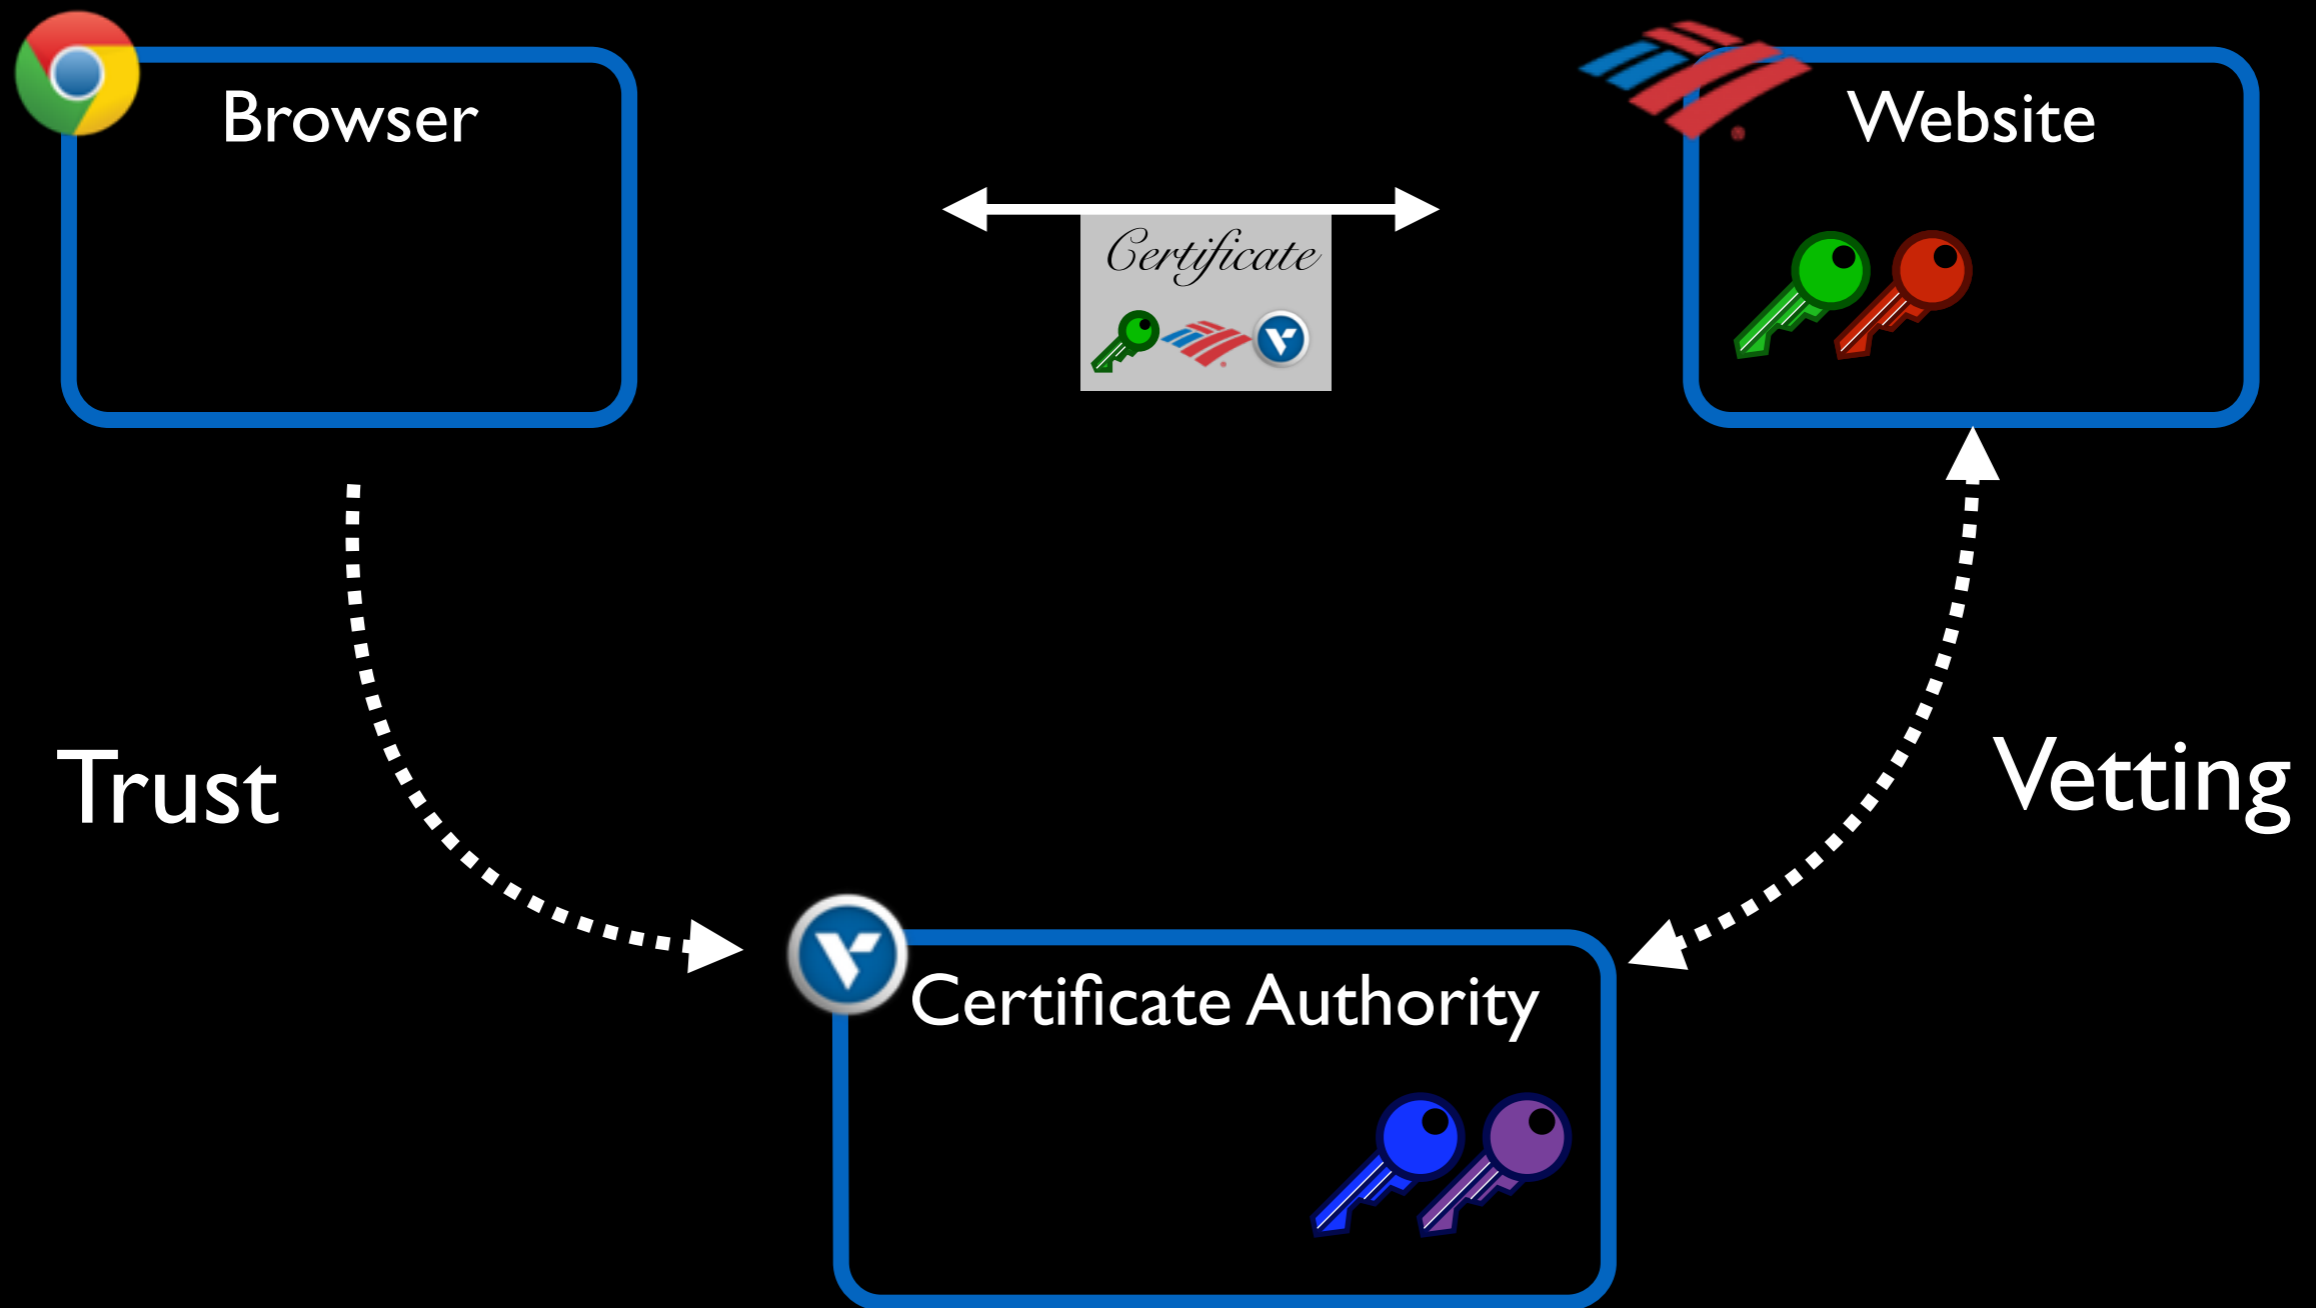 Browser
Website
Certificate
Trust
Vetting
Certificate Authority